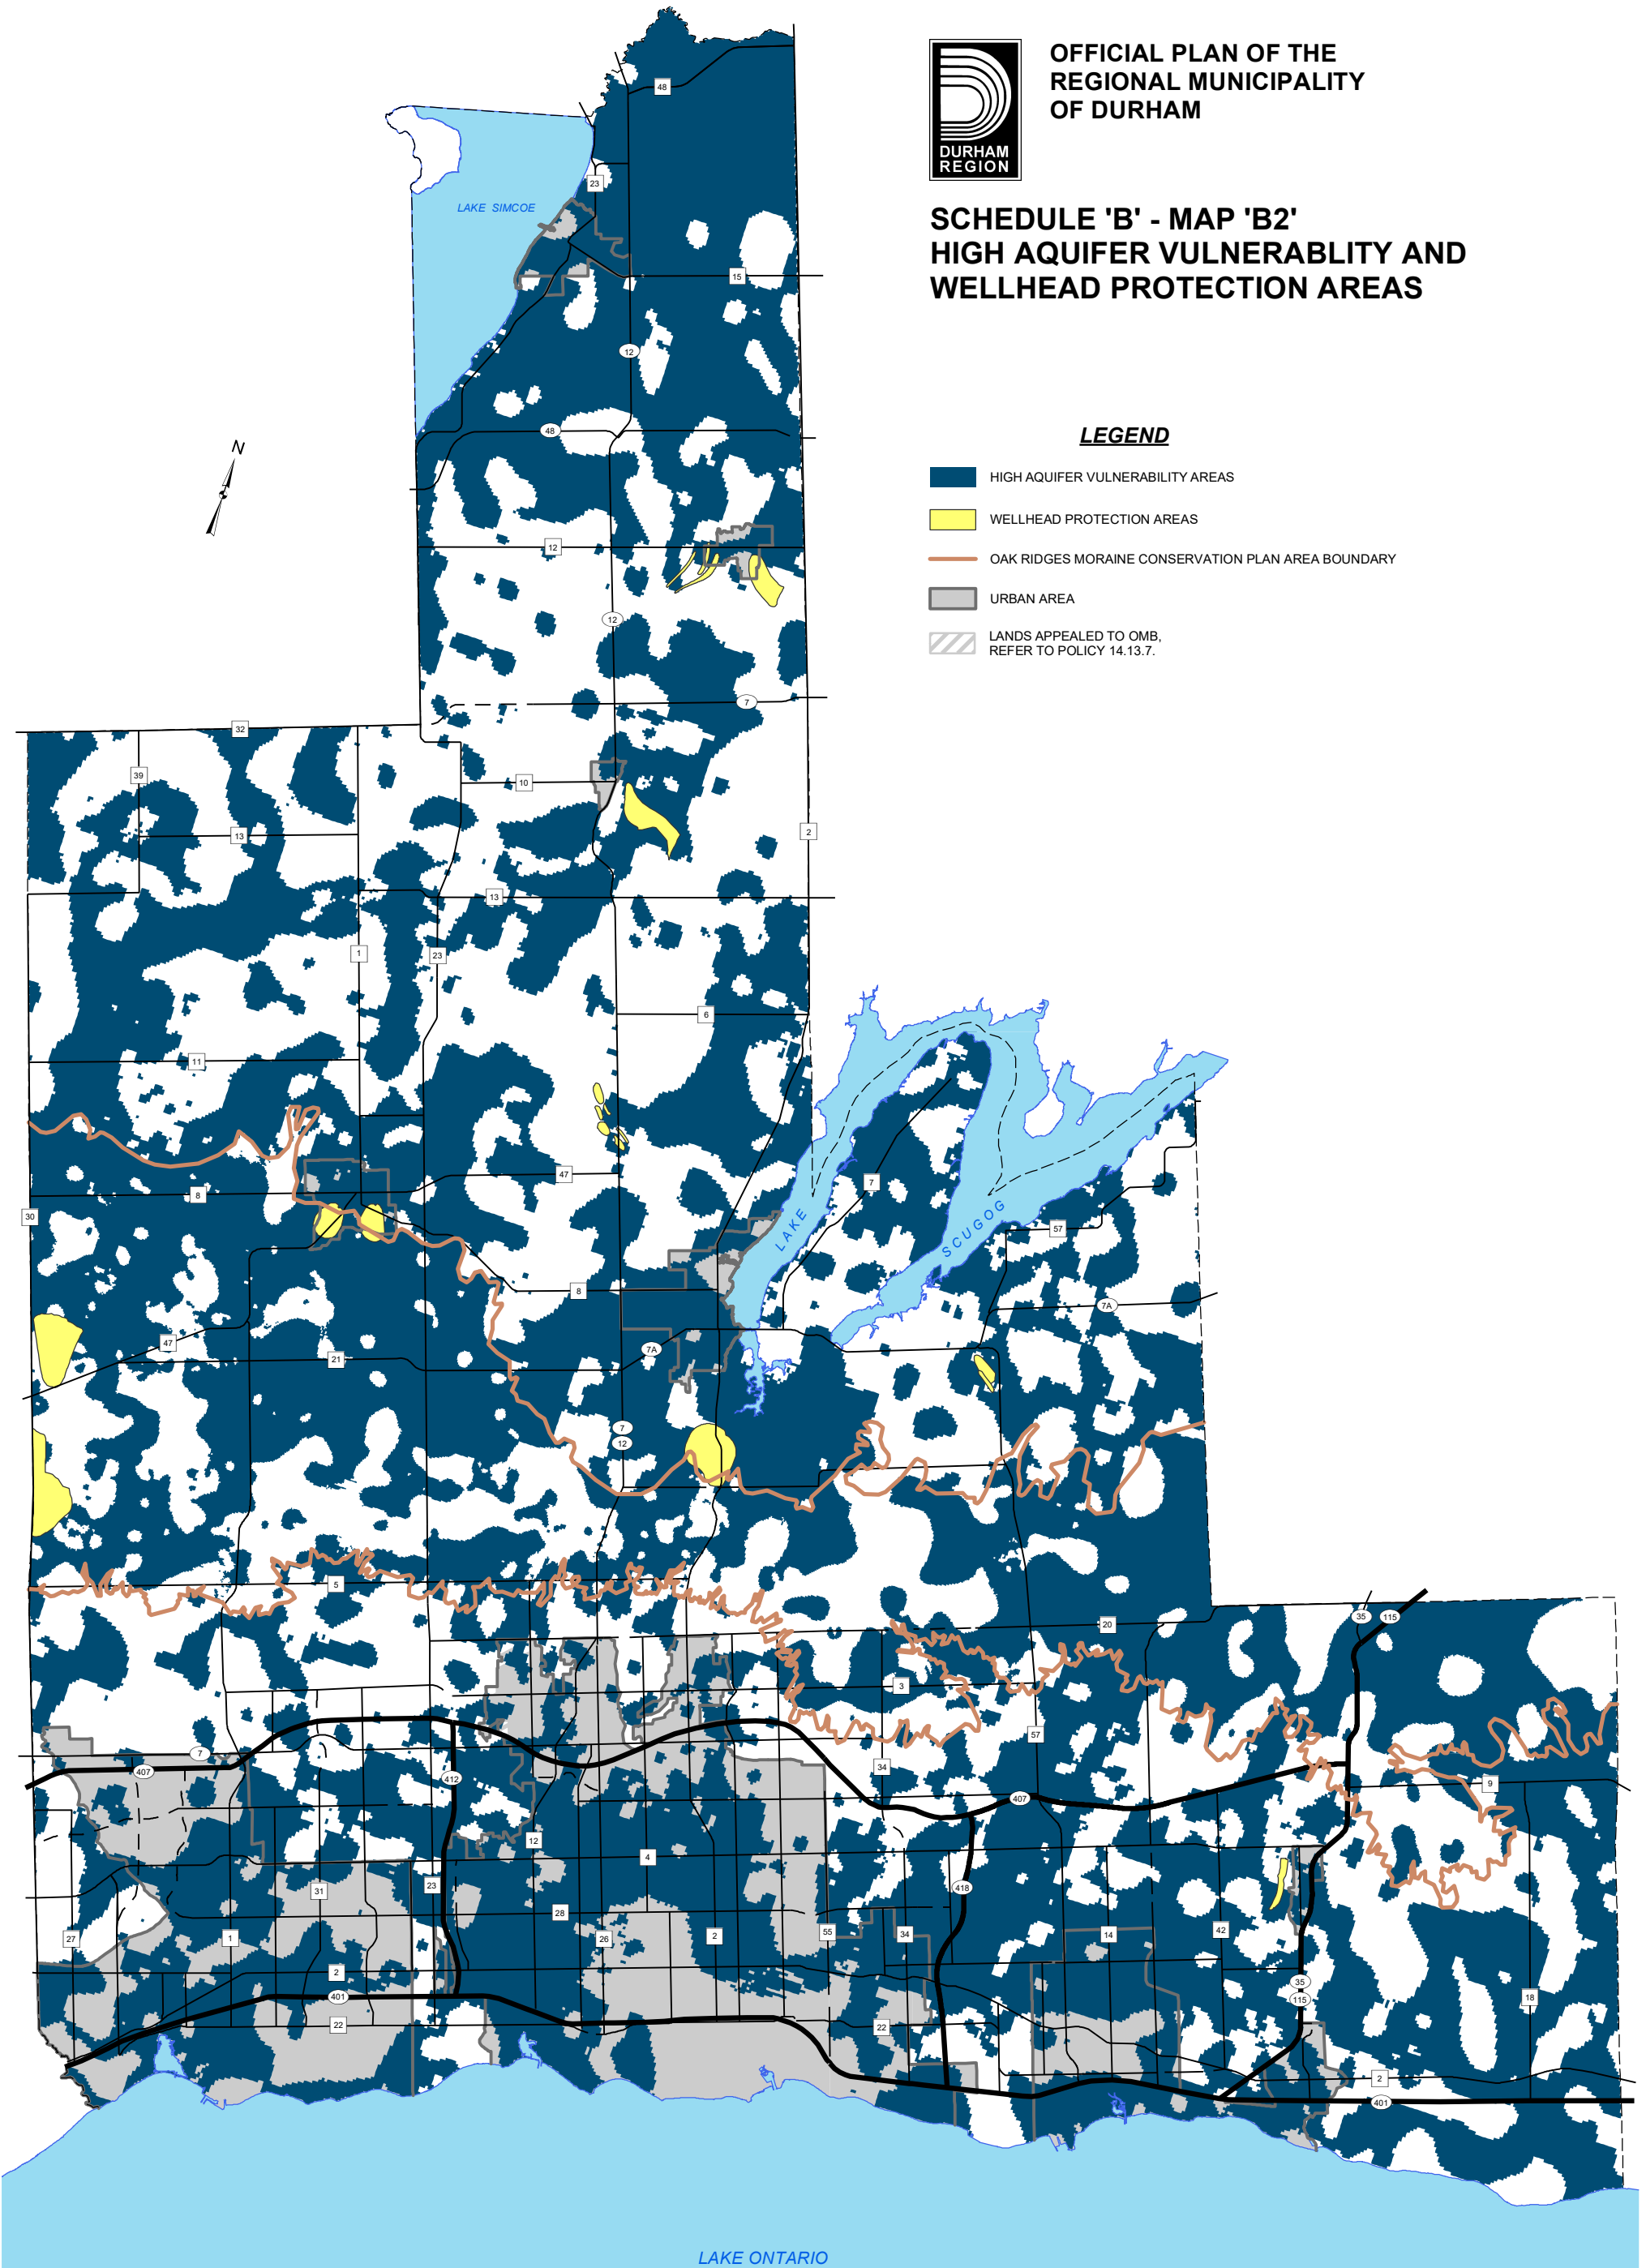 OFFICIAL PLAN OF THE
REGIONAL MUNICIPALITY
OF DURHAM
DURHAM
REGION
SCHEDULE 'B' - MAP 'B2'
HIGH AQUIFER VULNERABLITY AND
WELLHEAD PROTECTION AREAS
LEGEND
HIGH AQUIFER VULNERABILITY AREAS
WELLHEAD PROTECTION AREAS
OAK RIDGES MORAINE CONSERVATION PLAN AREA BOUNDARY
URBAN AREA
LANDS APPEALED TO OMB,
REFER TO POLICY 14.13.7.
N
48
23
LAKE SIMCOE
15
12
48
12
12
7
32
39
10
13
2
13
1
23
6
11
47
7
8
30
LAKE
SCUGOG
57
8
7A
47
21
7A
7
12
5
35
115
20
3
57
7
407
412
34
407
9
12
4
31
23
418
28
27
1
26
2
55
34
14
42
2
401
22
35
115
18
22
2
401
LAKE ONTARIO